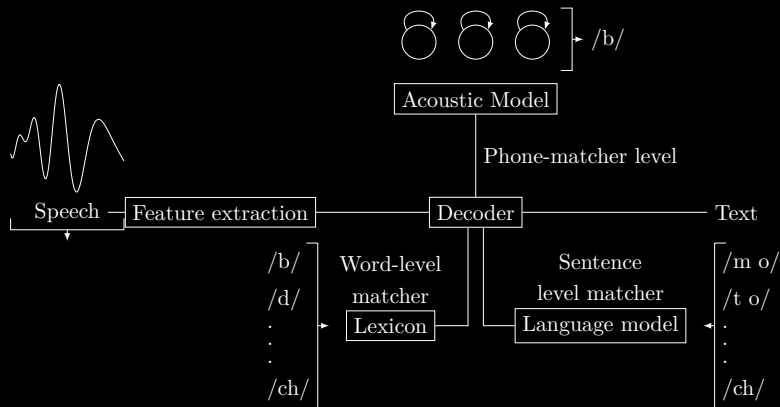 /b/
Acoustic Model
Phone-matcher level
Speech
Feature extraction
Decoder
Text
/b/
/d/
.
.
.
/ch/
Word-level
matcher
Lexicon
Sentence
level matcher
Language model
/m o/
/t o/
.
.
.
/ch/